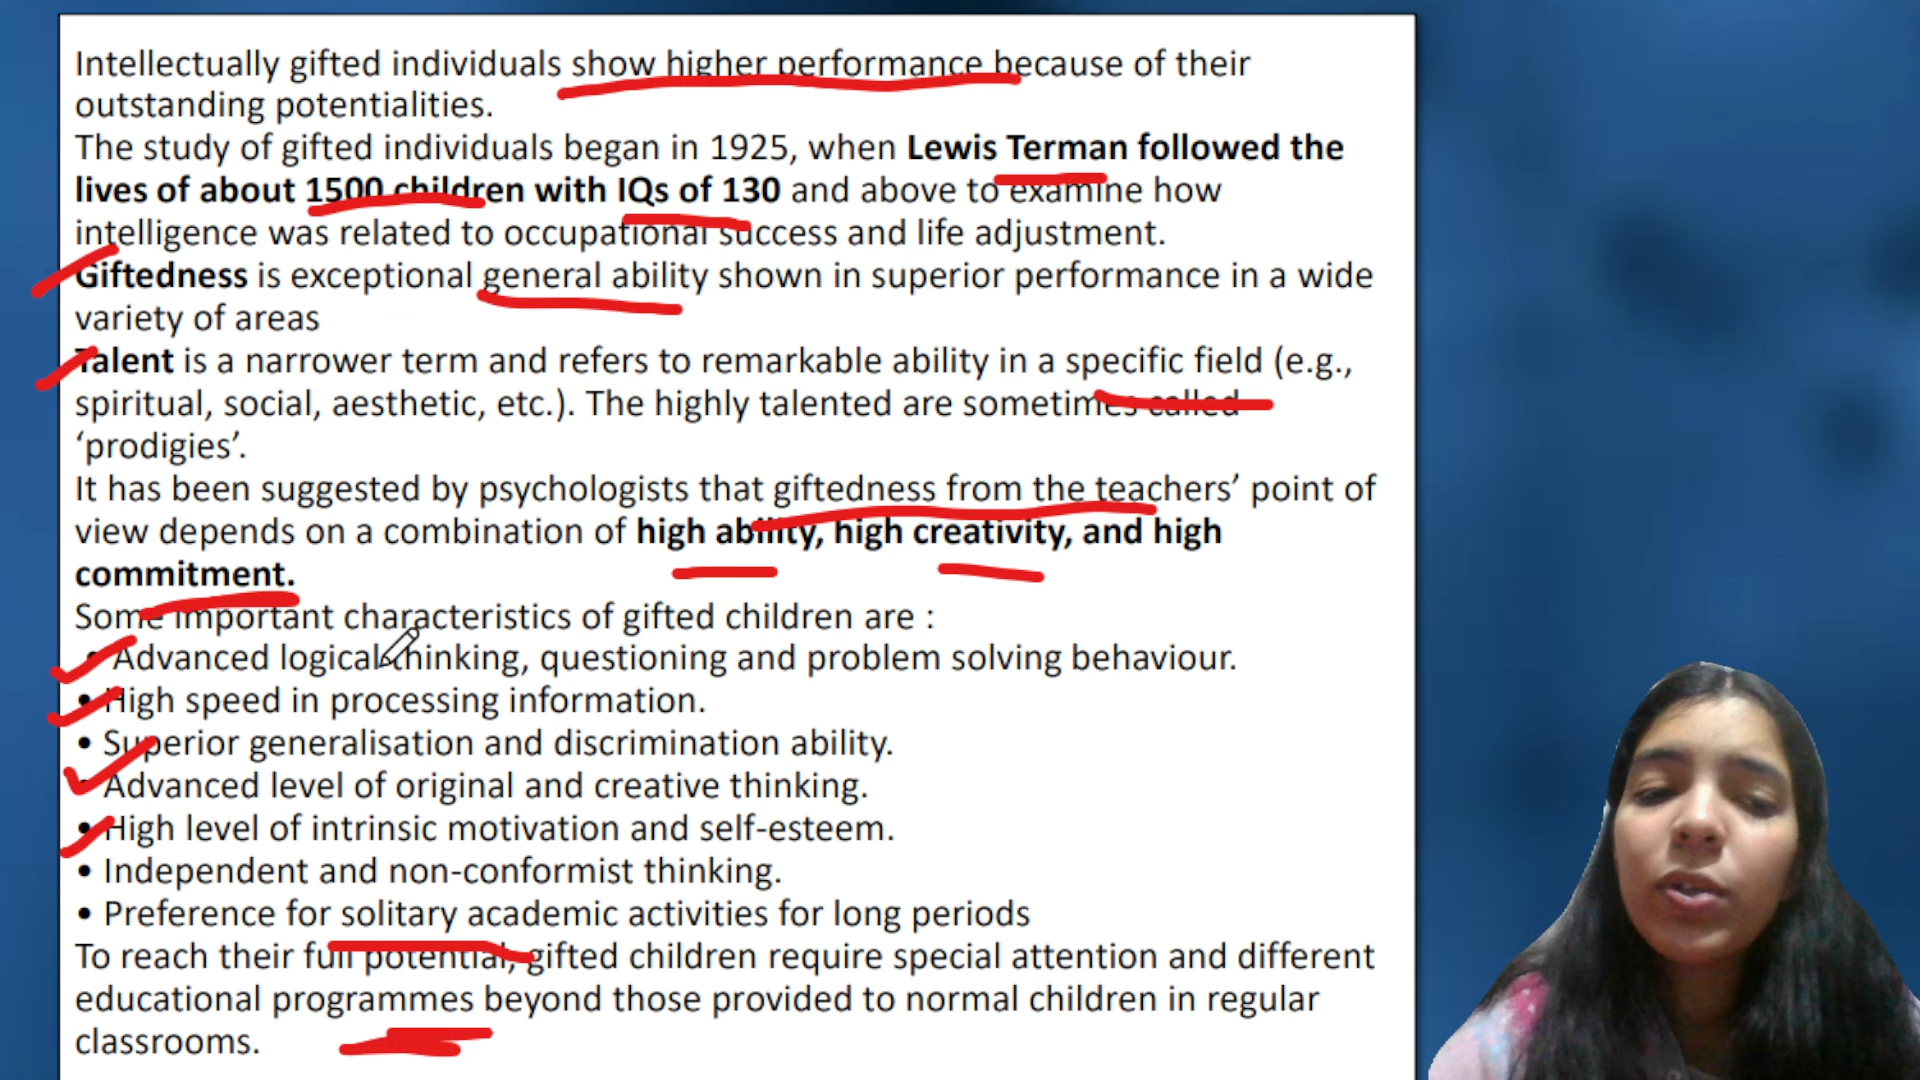 Intellectually gifted individuals show higher performance because of their
outstanding potentialities.
The study of gifted individuals began in 1925, when Lewis Terman followed the
lives of about 1500 children with IQs of 130 and above to examine how
intelligence was related to occupational success and life adjustment.
Giftedness is exceptional general ability shown in superior performance in a wide
variety of areas
Talent is a narrower term and refers to remarkable ability in a specific field (e.g.,
spiritual, social, aesthetic, etc.). The highly talented are sometimes called
‘prodigies’.
It has been suggested by psychologists that giftedness from the teachers’ point of
view depends on a combination of high ability, high creativity, and high
commitment.
Some important characteristics of gifted children are :
• Advanced logical thinking, questioning and problem solving behaviour.
• High speed in processing information.
• Superior generalisation and discrimination ability.
• Advanced level of original and creative thinking.
• High level of intrinsic motivation and self-esteem.
• Independent and non-conformist thinking.
• Preference for solitary academic activities for long periods
To reach their full potential, gifted children require special attention and different
educational programmes beyond those provided to normal children in regular
classrooms.